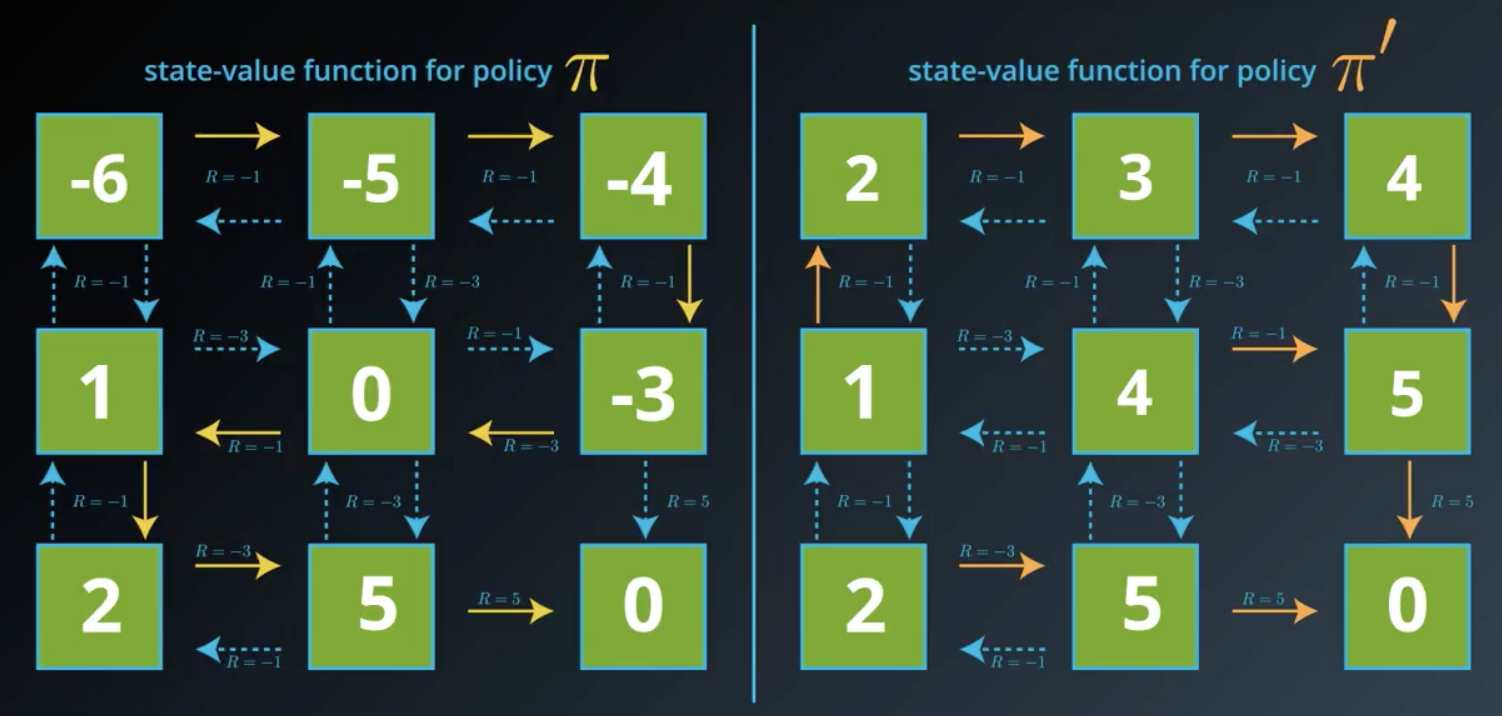 state-value function for policy π
-6
R = −1
-5
R = −1
-4
R = −1
R = −1
R = −3
R = −1
1
R = −3
R = −1
0
R = −1
R = −3
-3
R = −1
R = −3
R = 5
2
R = −3
R = −1
5
R = 5
0
state-value function for policy π′
2
R = −1
3
R = −1
4
R = −1
R = −1
R = −3
R = −1
1
R = −3
R = −1
4
R = −1
R = −3
5
R = −1
R = −3
R = 5
2
R = −3
R = −1
5
R = 5
0